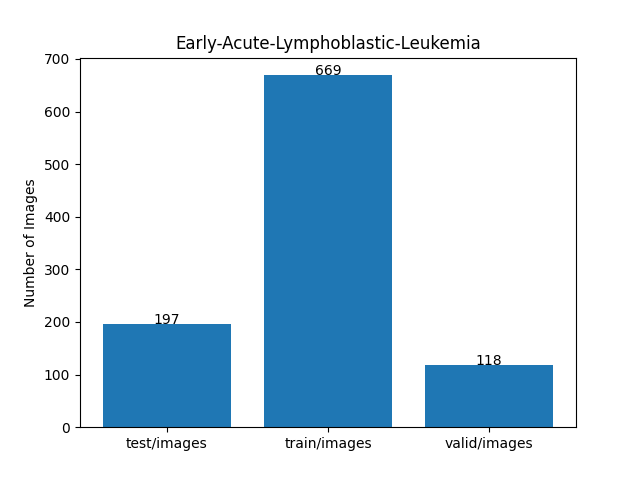 Early-Acute-Lymphoblastic-Leukemia
Number of Images
700
600
500
400
300
200
100
0
197
669
118
test/images
train/images
valid/images